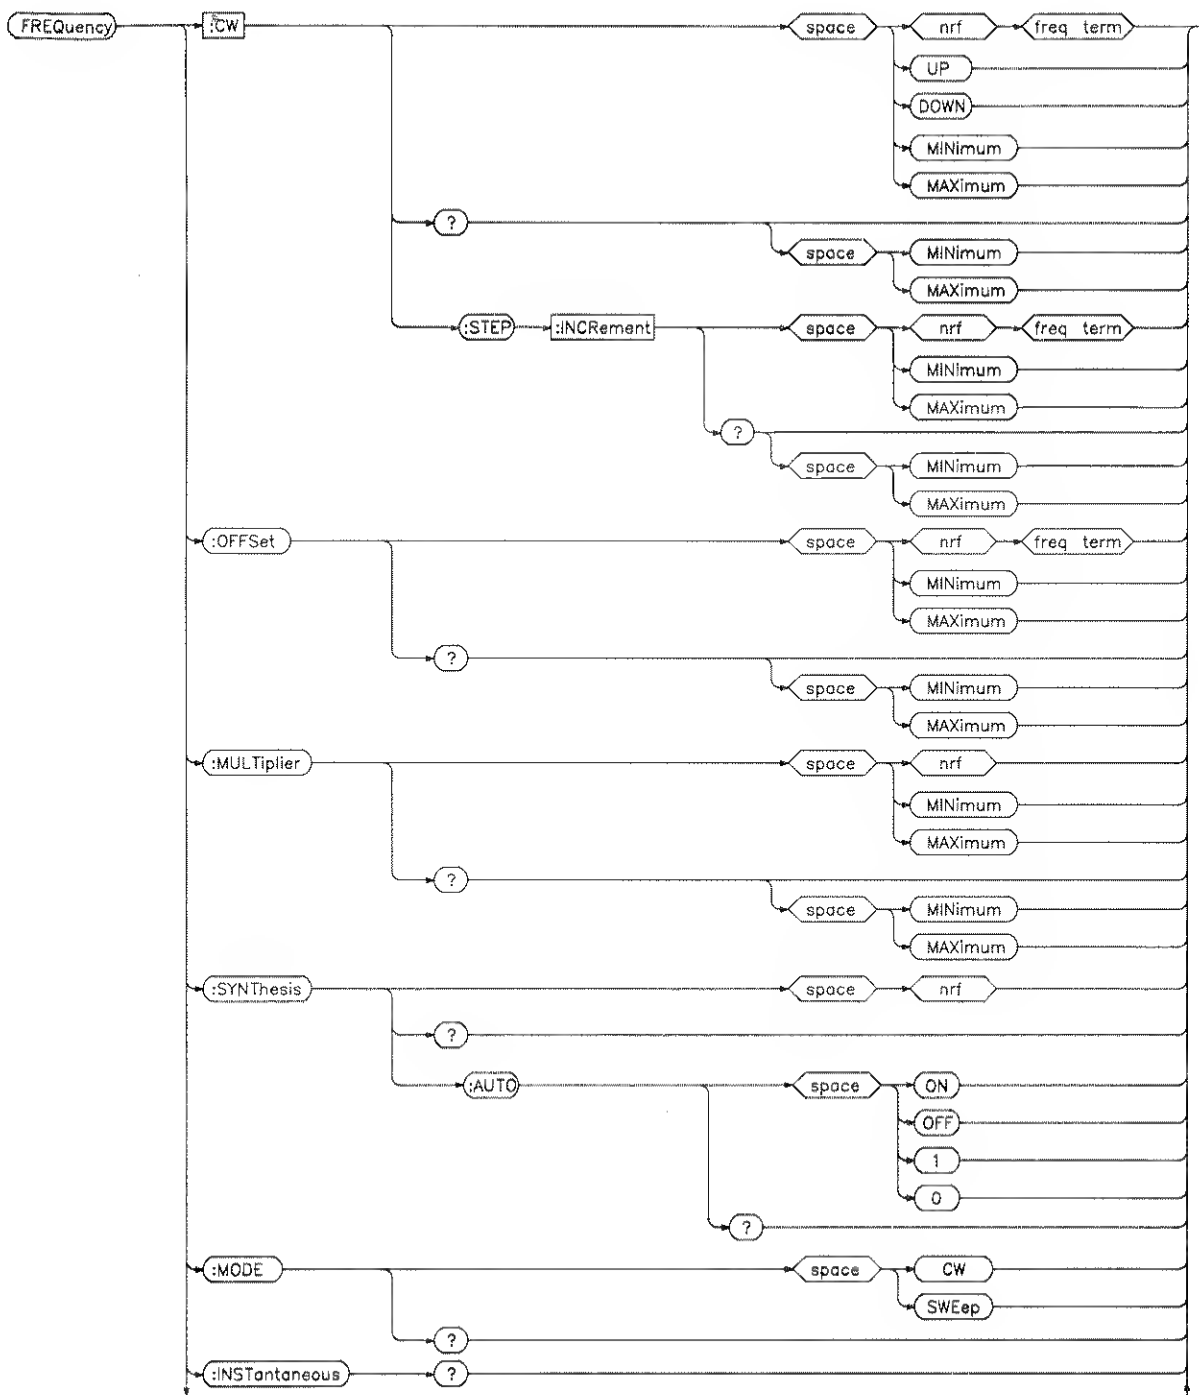 FREQuency :CW space nrf freq term
UP
DOWN
MINimum
MAXimum
?
space MINimum
MAXimum
:STEP :INCRement space nrf freq term
MINimum
MAXimum
?
space MINimum
MAXimum
:OFFSet space nrf freq term
MINimum
MAXimum
?
space MINimum
MAXimum
:MULTiplier space nrf
MINimum
MAXimum
?
space MINimum
MAXimum
:SYNThesis space nrf
?
:AUTO space ON
OFF
1
0
?
:MODE space CW
SWEep
?
:INSTantaneous ?